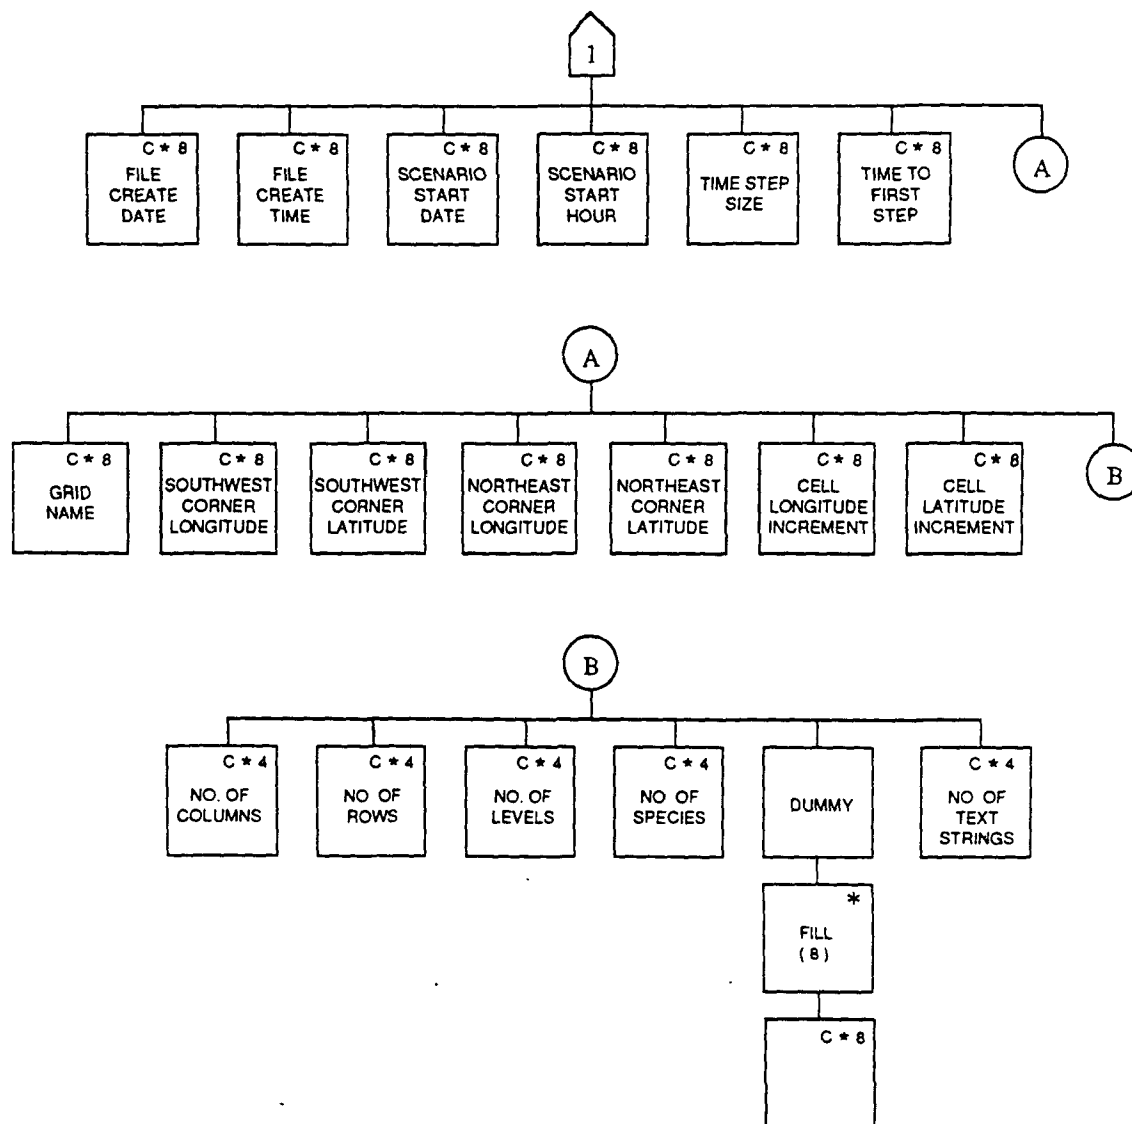 1
C * 8
FILE
CREATE
DATE
C * 8
FILE
CREATE
TIME
C * 8
SCENARIO
START
DATE
C * 8
SCENARIO
START
HOUR
C * 8
TIME STEP
SIZE
C * 8
TIME TO
FIRST
STEP
A
A
C * 8
GRID
NAME
C * 8
SOUTHWEST
CORNER
LONGITUDE
C * 8
SOUTHWEST
CORNER
LATITUDE
C * 8
NORTHEAST
CORNER
LONGITUDE
C * 8
NORTHEAST
CORNER
LATITUDE
C * 8
CELL
LONGITUDE
INCREMENT
C * 8
CELL
LATITUDE
INCREMENT
B
B
C * 4
NO. OF
COLUMNS
C * 4
NO OF
ROWS
C * 4
NO. OF
LEVELS
C * 4
NO OF
SPECIES
DUMMY
C * 4
NO OF
TEXT
STRINGS
*
FILL
( 8 )
C * 8